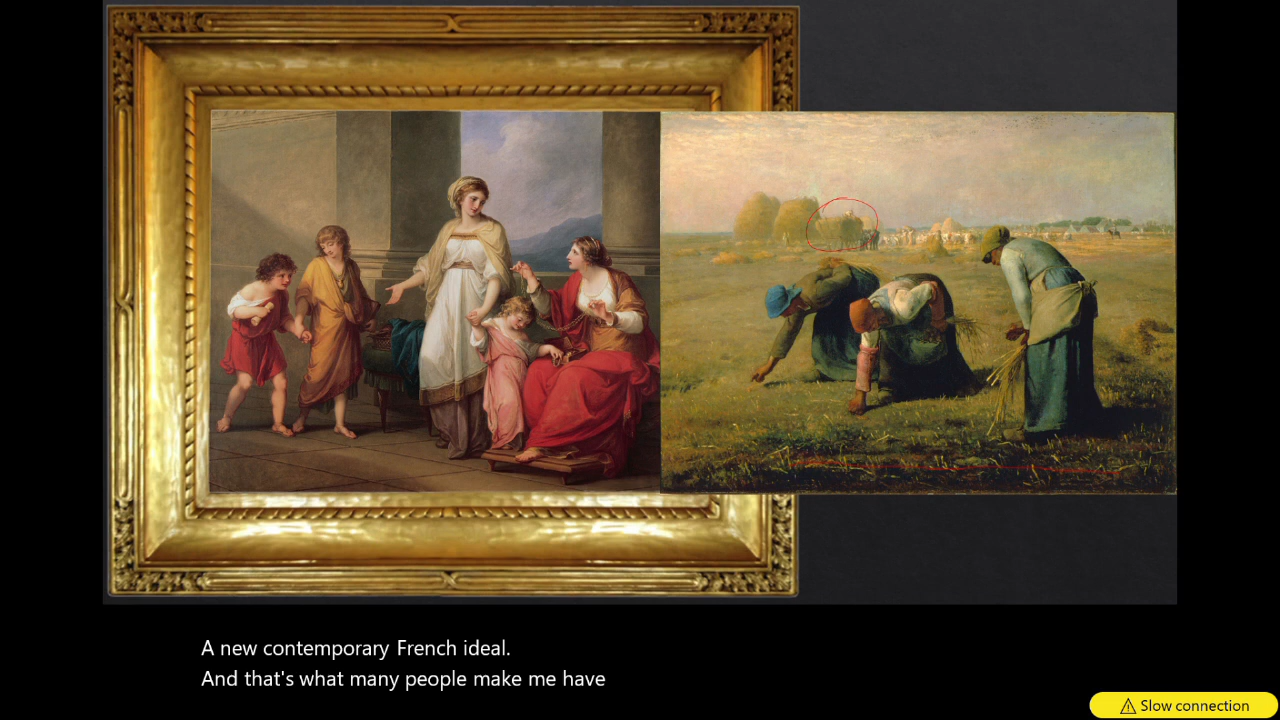 A new contemporary French ideal.
And that's what many people make me have
Slow connection